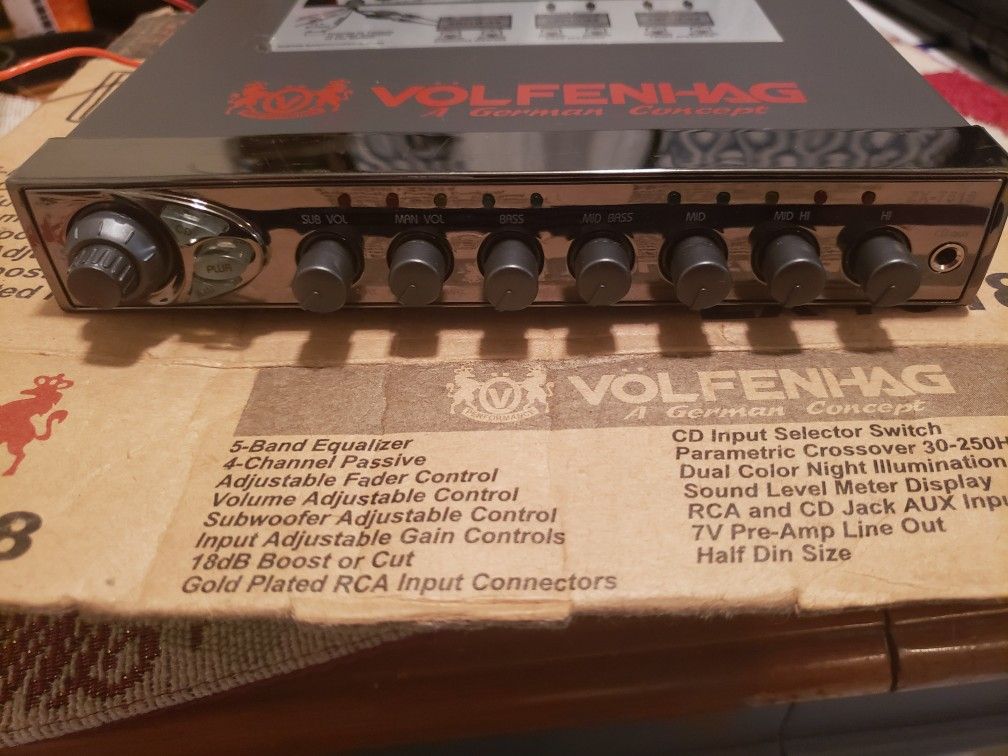 VÖLFENHAG
A German Concept
SUB VOL
MAN VOL
BASS
MID BASS
MID
MID HI
HI
PWR
VÖLFENHAG
A German Concept
PERFORMANCE
5-Band Equalizer
4-Channel Passive
Adjustable Fader Control
Volume Adjustable Control
Subwoofer Adjustable Control
Input Adjustable Gain Controls
18dB Boost or Cut
Gold Plated RCA Input Connectors
CD Input Selector Switch
Parametric Crossover 30-250H
Dual Color Night Illumination
Sound Level Meter Display
RCA and CD Jack AUX Inpu
7V Pre-Amp Line Out
Half Din Size
8